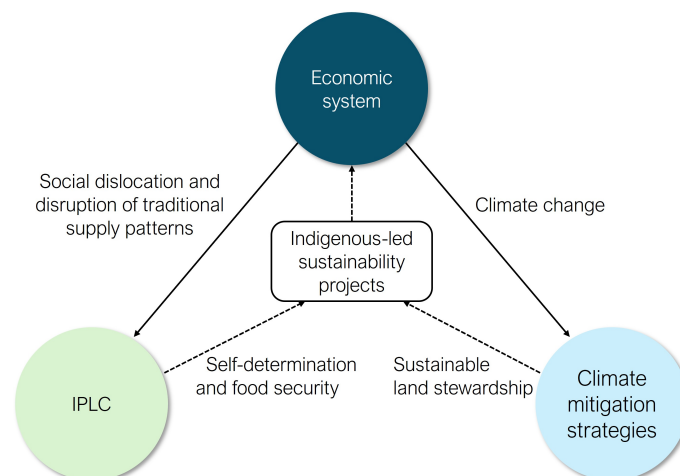 Economic
system
Social dislocation and
disruption of traditional
supply patterns
Climate change
Indigenous-led
sustainability
projects
Self-determination
and food security
Sustainable
land stewardship
IPLC
Climate
mitigation
strategies